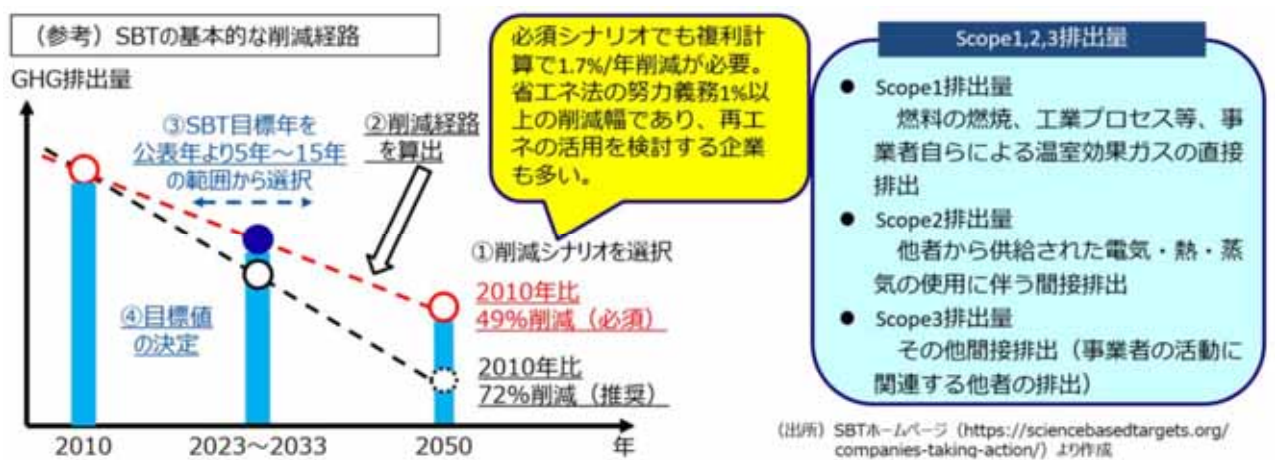 （参考）SBTの基本的な削減経路
GHG排出量
③SBT目標年を
公表年より5年～15年
の範囲から選択
②削減経路
を算出
必須シナリオでも複利計
算で1.7%/年削減が必要。
省エネ法の努力義務1%以
上の削減幅であり、再エ
ネの活用を検討する企業
も多い。
①削減シナリオを選択
2010年比
49%削減（必須）
④目標値
の決定
2010年比
72%削減（推奨）
2010
2023～2033
2050
年
Scope1,2,3排出量
● Scope1排出量
燃料の燃焼、工業プロセス等、事
業者自らによる温室効果ガスの直接
排出
● Scope2排出量
他者から供給された電気・熱・蒸
気の使用に伴う間接排出
● Scope3排出量
その他間接排出（事業者の活動に
関連する他者の排出）
（出所）SBTホームページ（https://sciencebasedtargets.org/
companies-taking-action/）より作成